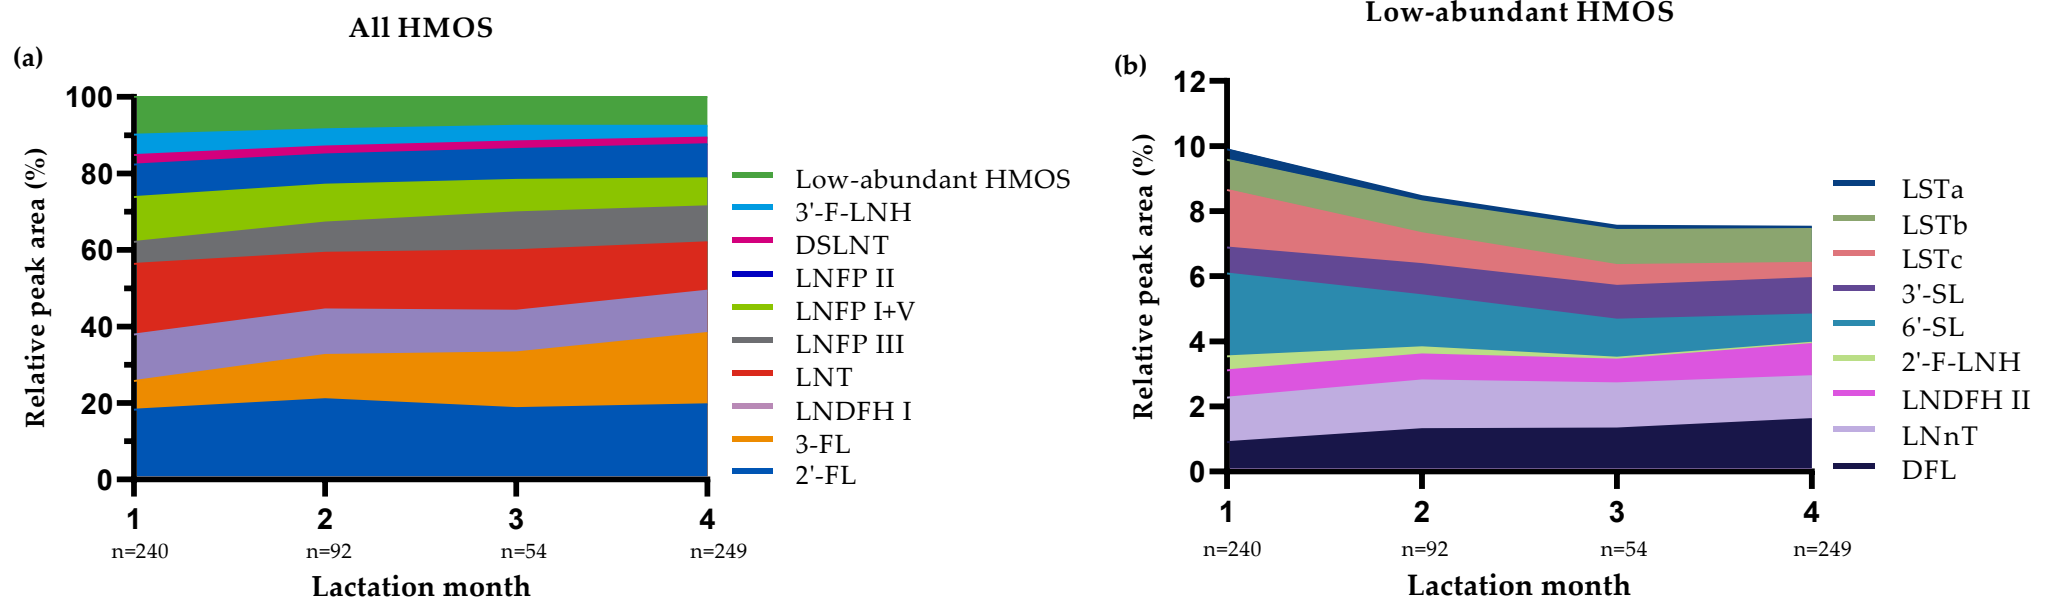 All HMOS
(a)
100
80
60
40
20
0
Relative peak area (%)
1
2
3
4
n=240
n=92
n=54
n=249
Lactation month
Low-abundant HMOS
3'-F-LNH
DSLNT
LNFP II
LNFP I+V
LNFP III
LNT
LNDFH I
3-FL
2'-FL
Low-abundant HMOS
(b)
12
10
8
6
4
2
0
Relative peak area (%)
1
2
3
4
n=240
n=92
n=54
n=249
Lactation month
LSTa
LSTb
LSTc
3'-SL
6'-SL
2'-F-LNH
LNDFH II
LNnT
DFL